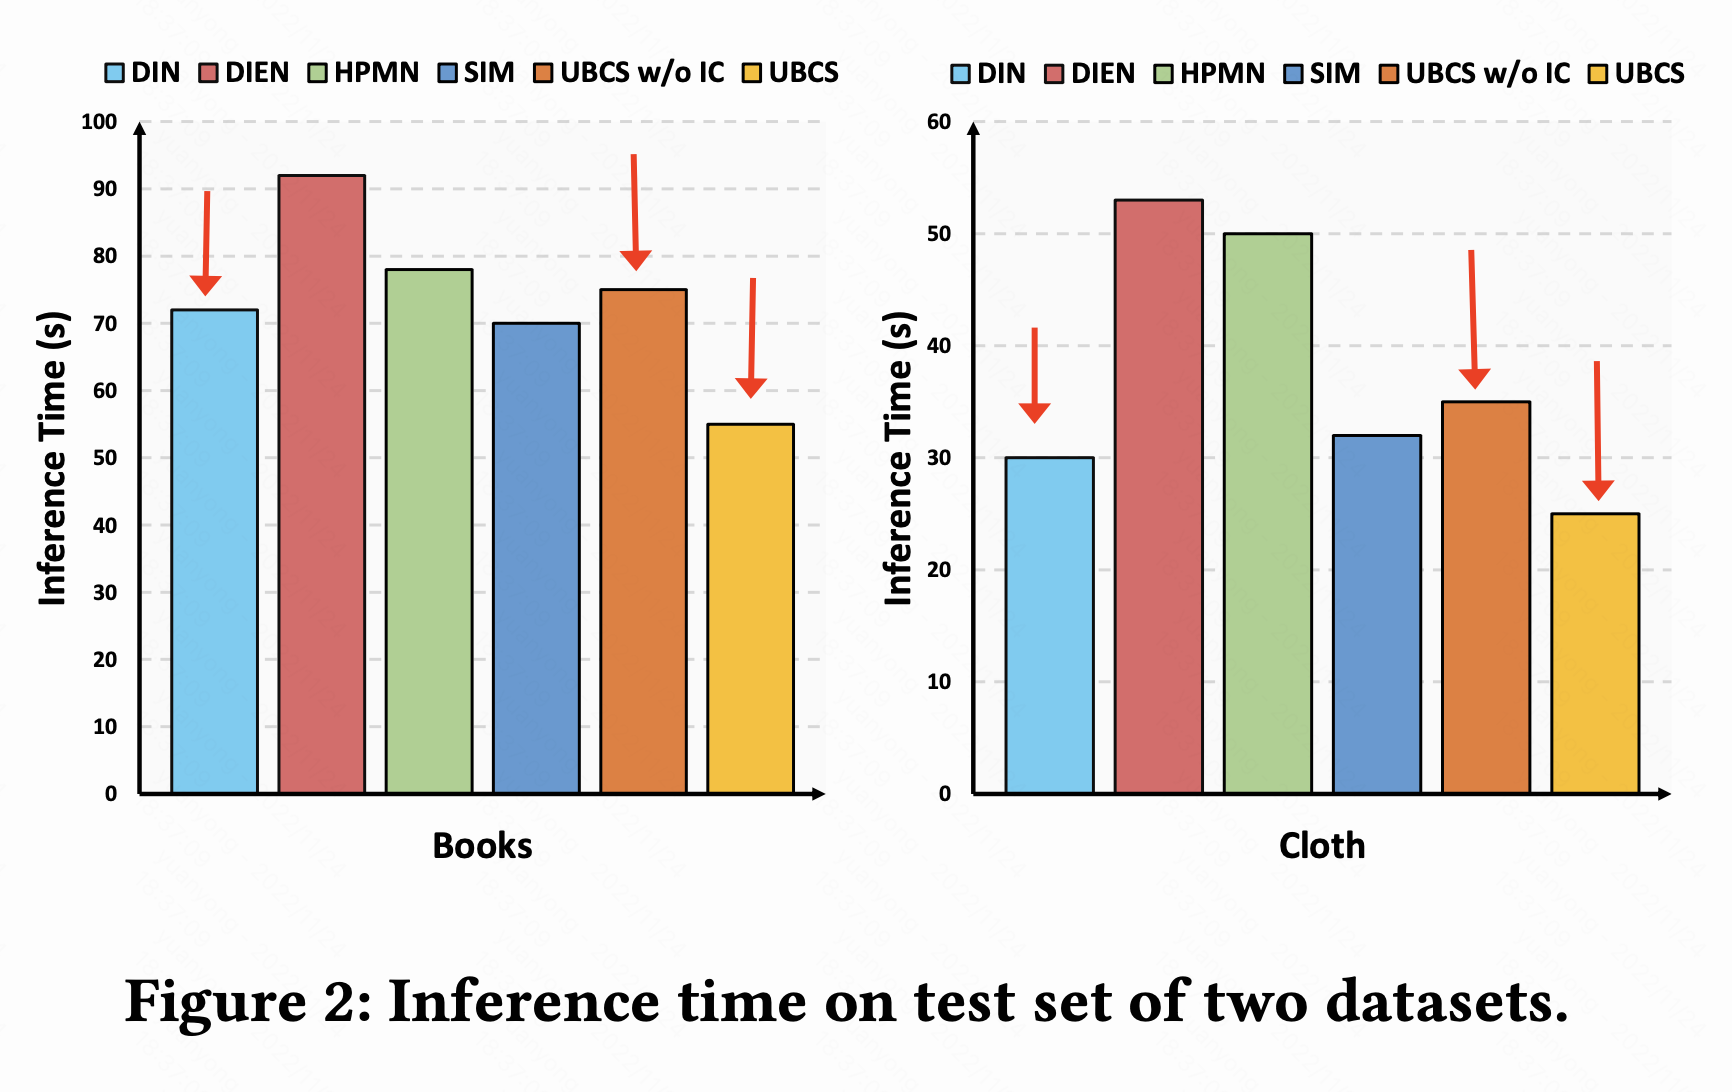 DIN DIEN HPMN SIM UBCS w/o IC UBCS
100
90
80
70
60
50
40
30
20
10
0
Inference Time (s)
Books
DIN DIEN HPMN SIM UBCS w/o IC UBCS
60
50
40
30
20
10
0
Inference Time (s)
Cloth
Figure 2: Inference time on test set of two datasets.